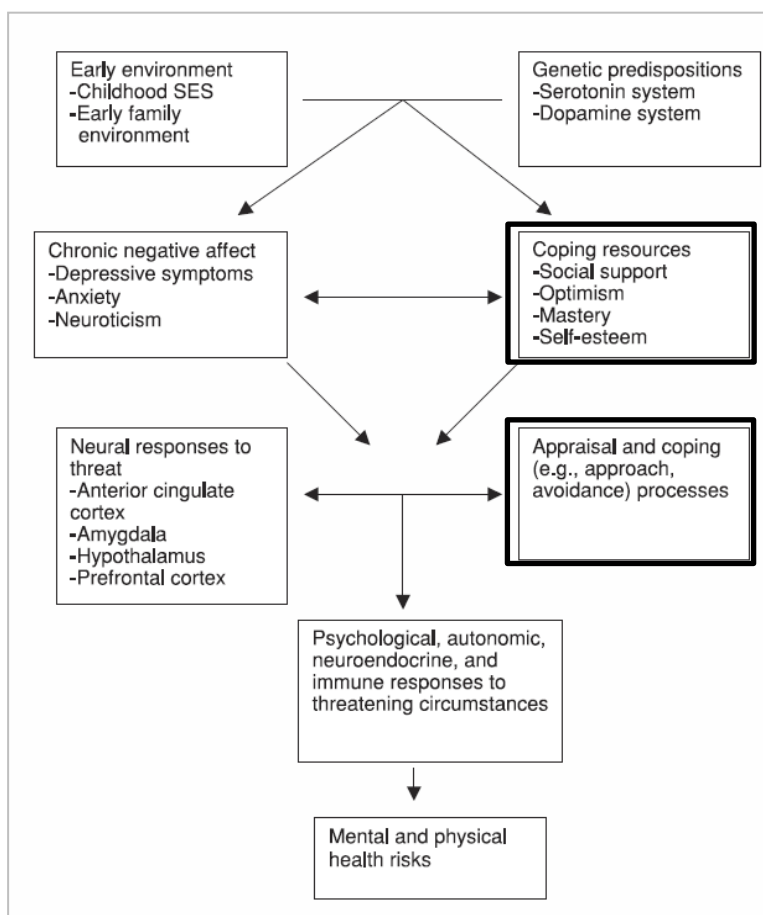 Early environment
-Childhood SES
-Early family
environment
Genetic predispositions
-Serotonin system
-Dopamine system
Chronic negative affect
-Depressive symptoms
-Anxiety
-Neuroticism
Coping resources
-Social support
-Optimism
-Mastery
-Self-esteem
Neural responses to
threat
-Anterior cingulate
cortex
-Amygdala
-Hypothalamus
-Prefrontal cortex
Appraisal and coping
(e.g., approach,
avoidance) processes
Psychological, autonomic,
neuroendocrine, and
immune responses to
threatening circumstances
Mental and physical
health risks